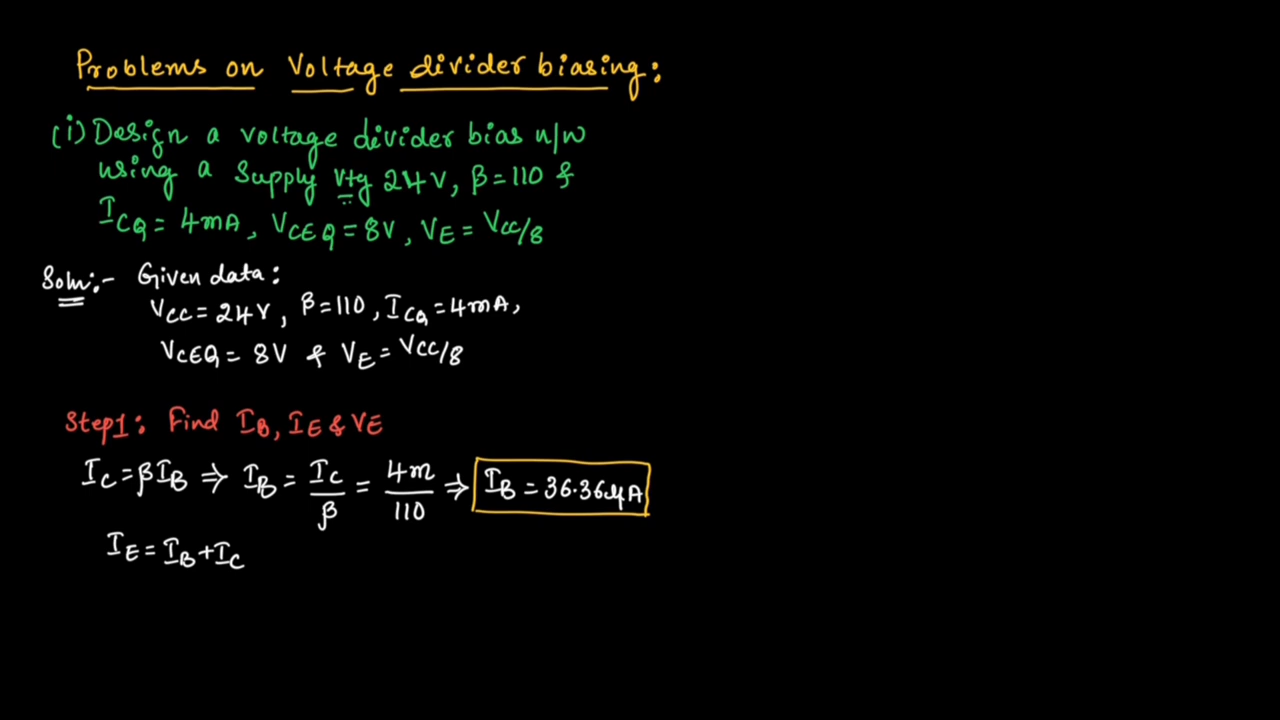 Problems on Voltage divider biasing:
(i) Design a voltage divider bias n/w
using a supply vtg 24V, β=110 &
ICQ = 4mA, VCEQ = 8V, VE = VCC/8
Soln:- Given data:
VCC = 24V, β=110, ICQ = 4mA,
VCEQ = 8V & VE = VCC/8
Step1: Find IB, IE & VE
IC = βIB ⇒ IB = IC/β = 4m/110 ⇒ IB = 36.36μA
IE = IB + IC